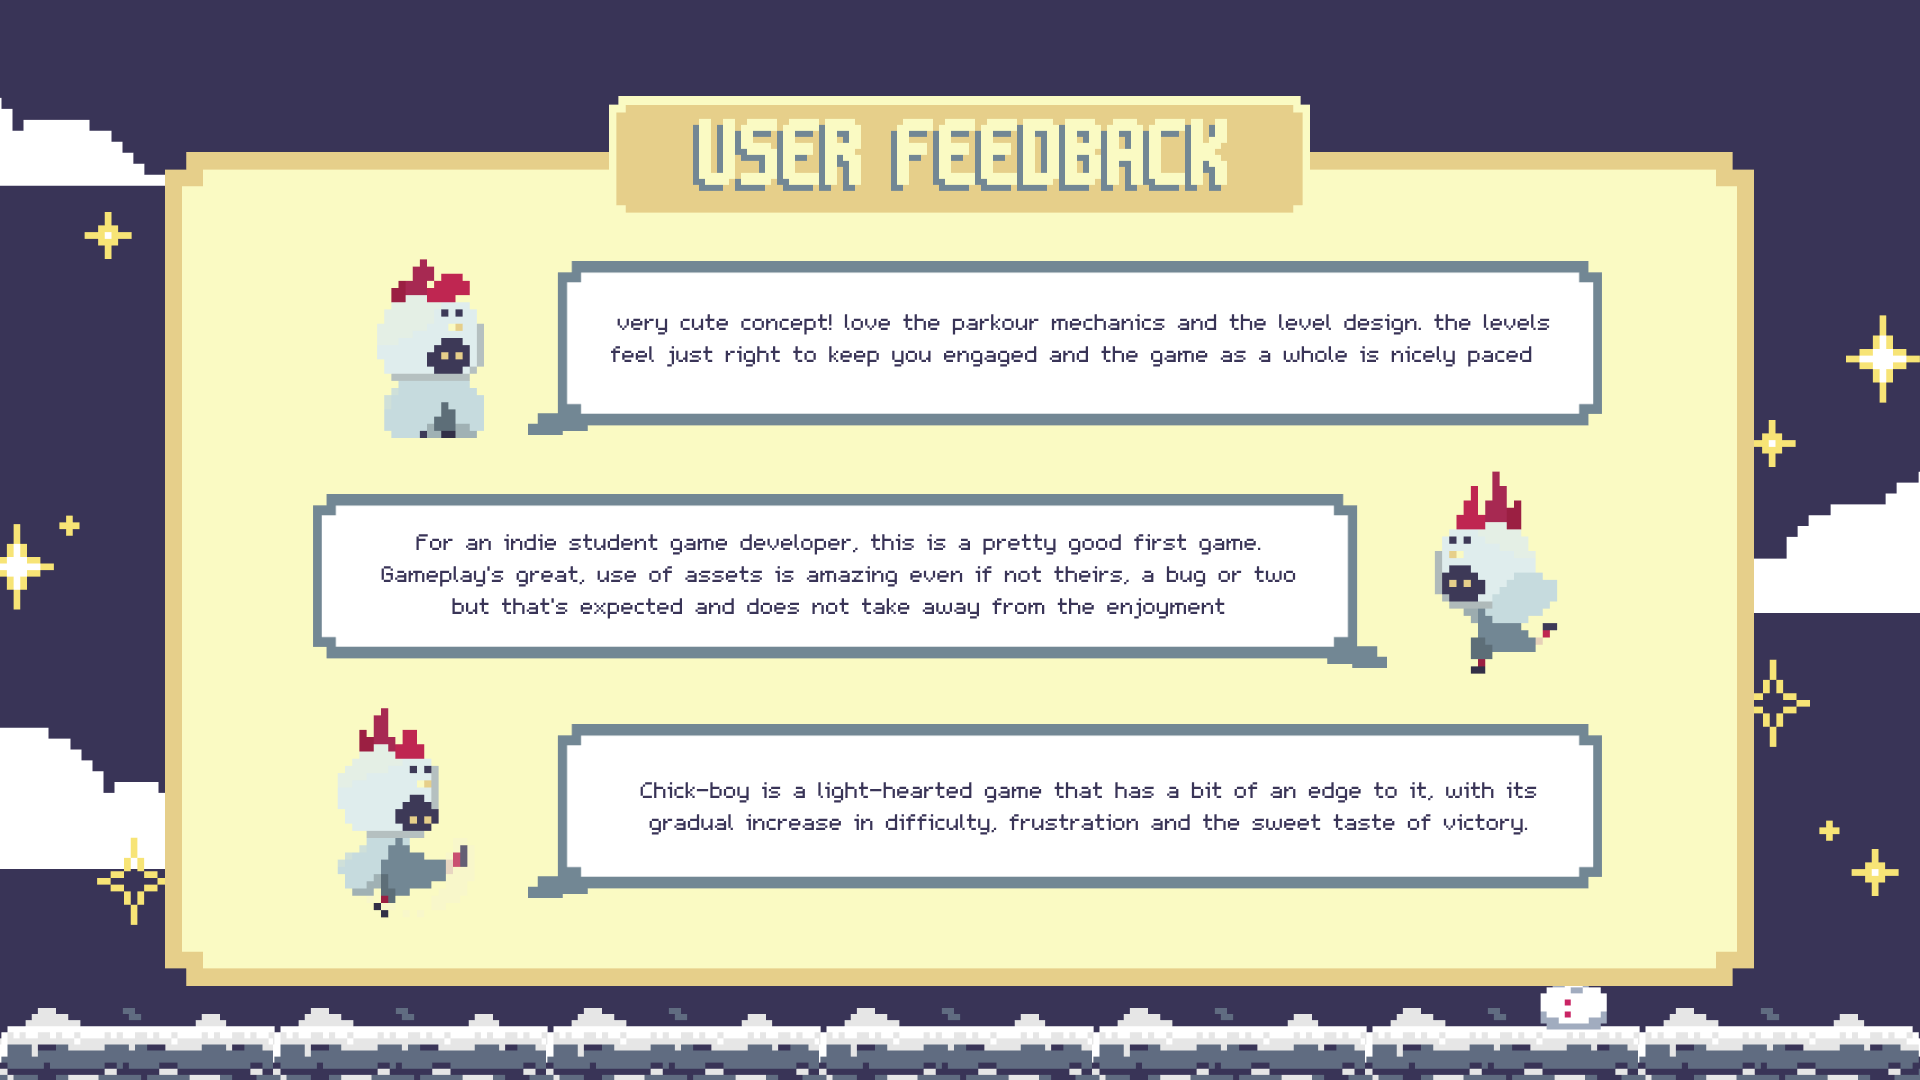 USER FEEDBACK
very cute concept! love the parkour mechanics and the level design. the levels
feel just right to keep you engaged and the game as a whole is nicely paced
For an indie student game developer, this is a pretty good first game.
Gameplay's great, use of assets is amazing even if not theirs, a bug or two
but that's expected and does not take away from the enjoyment
Chick-boy is a light-hearted game that has a bit of an edge to it, with its
gradual increase in difficulty, frustration and the sweet taste of victory.